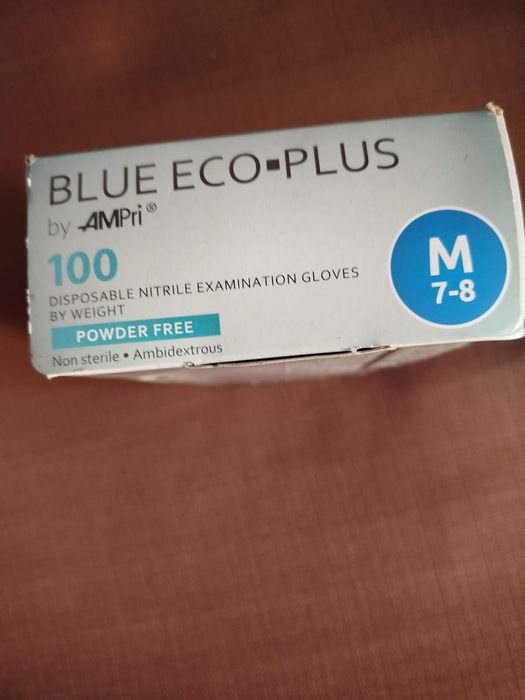 BLUE ECO▪PLUS
by AMPri®
100
DISPOSABLE NITRILE EXAMINATION GLOVES
BY WEIGHT
POWDER FREE
Non sterile • Ambidextrous
M
7-8